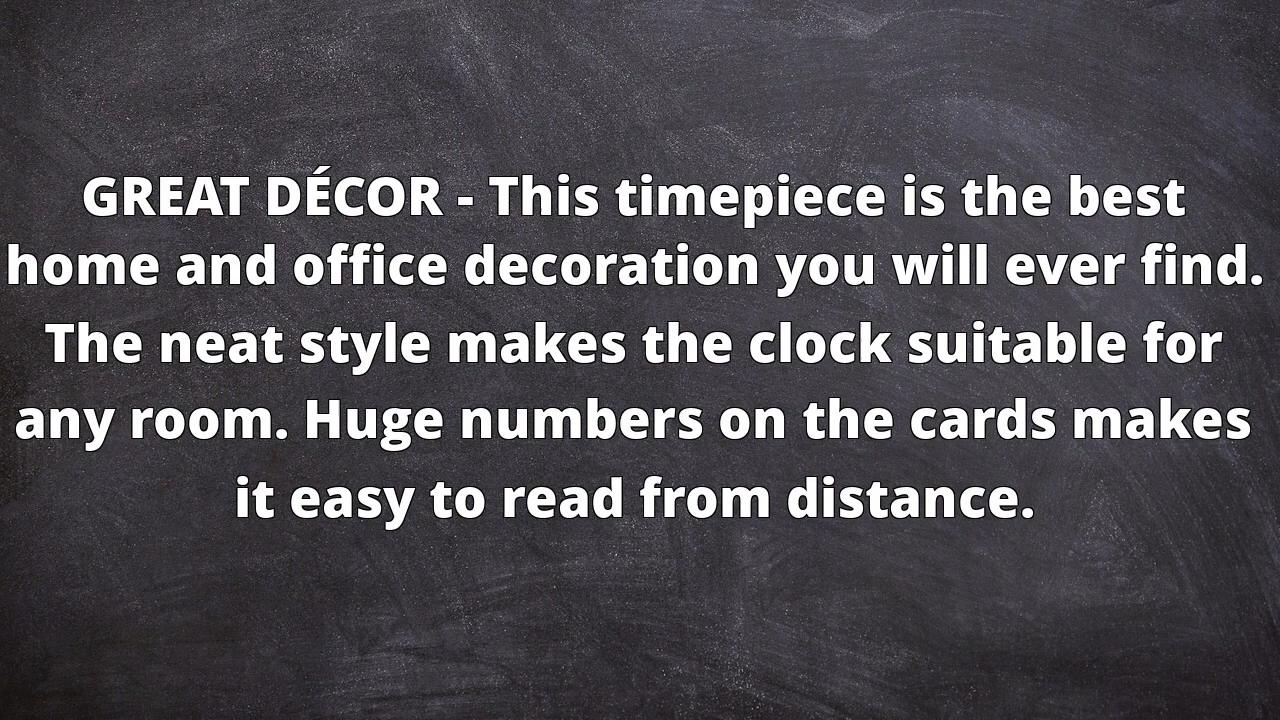 GREAT DÉCOR - This timepiece is the best
home and office decoration you will ever find.
The neat style makes the clock suitable for
any room. Huge numbers on the cards makes
it easy to read from distance.